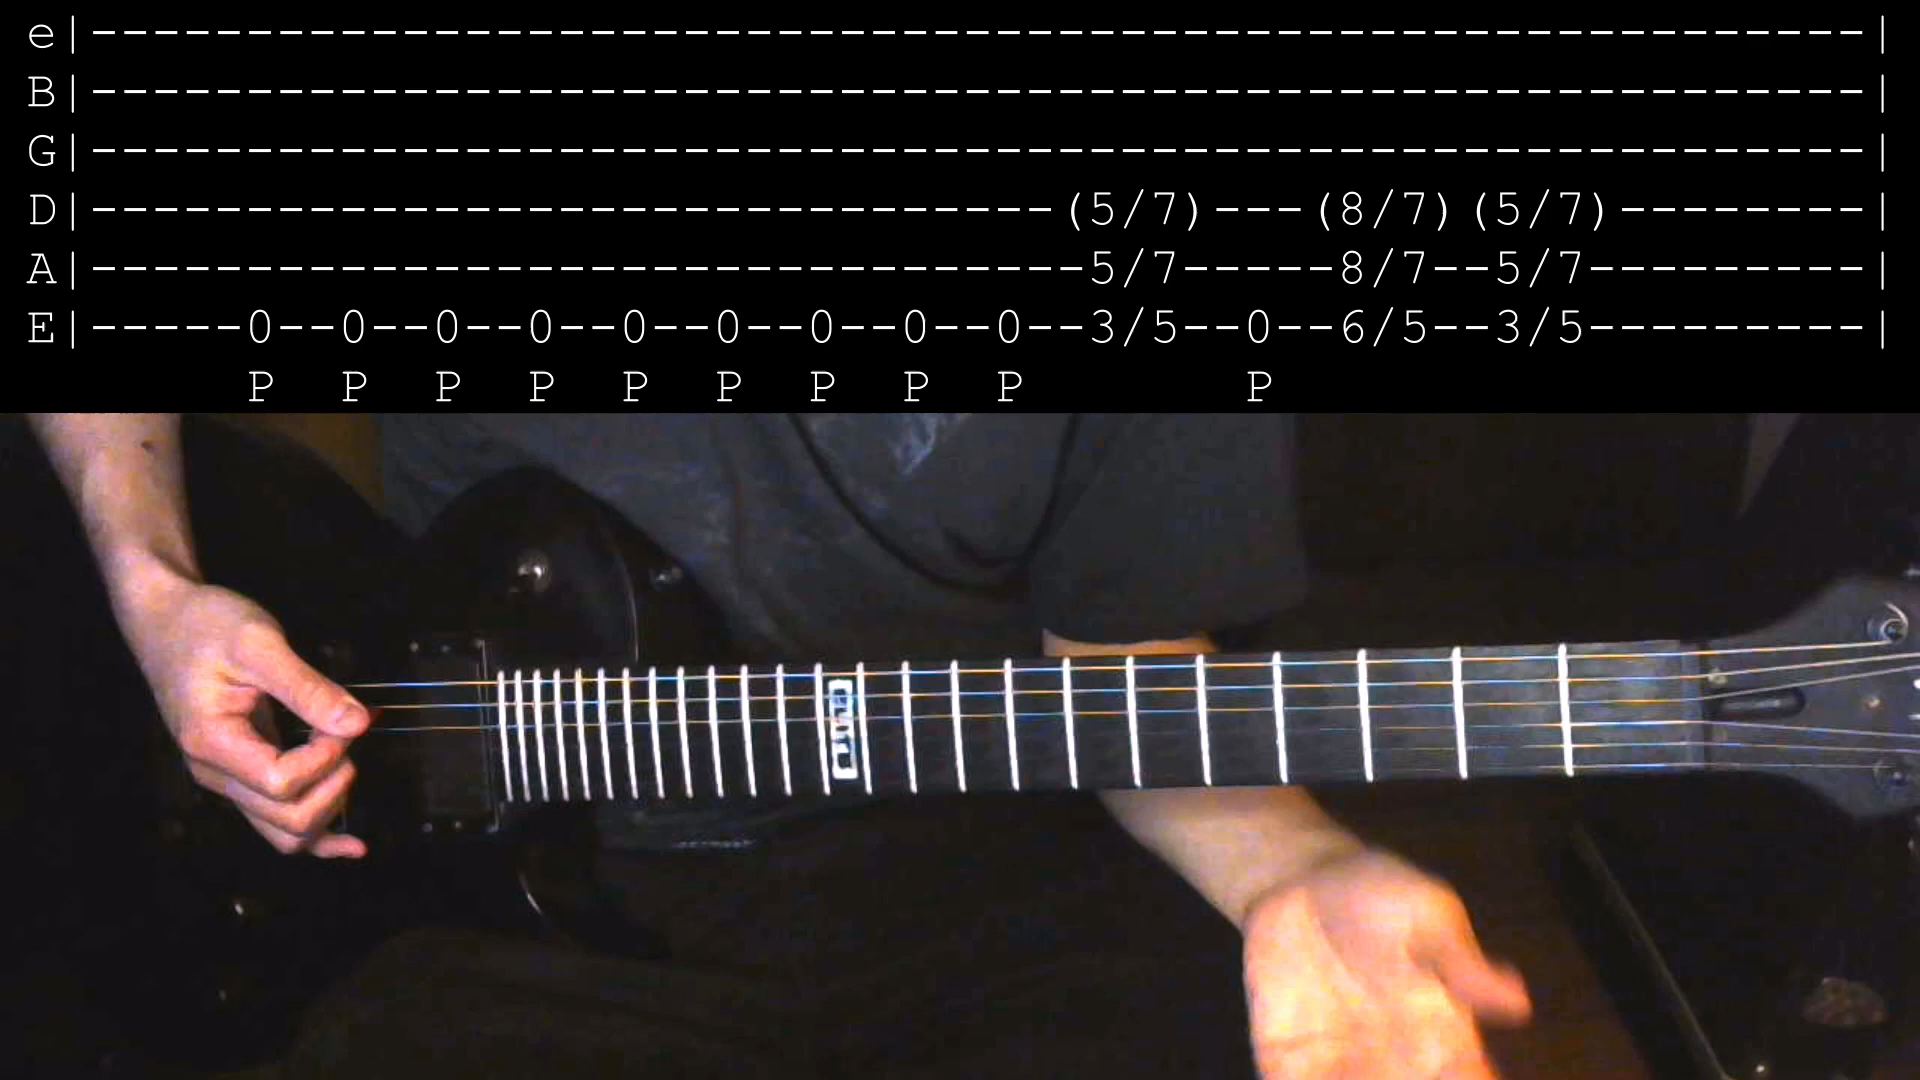 e|---------------------------------------------------------|
B|---------------------------------------------------------|
G|---------------------------------------------------------|
D|-------------------------------(5/7)---(8/7)(5/7)--------|
A|--------------------------------5/7-----8/7--5/7---------|
E|-----0--0--0--0--0--0--0--0--0--3/5--0--6/5--3/5---------|
P P P P P P P P P P